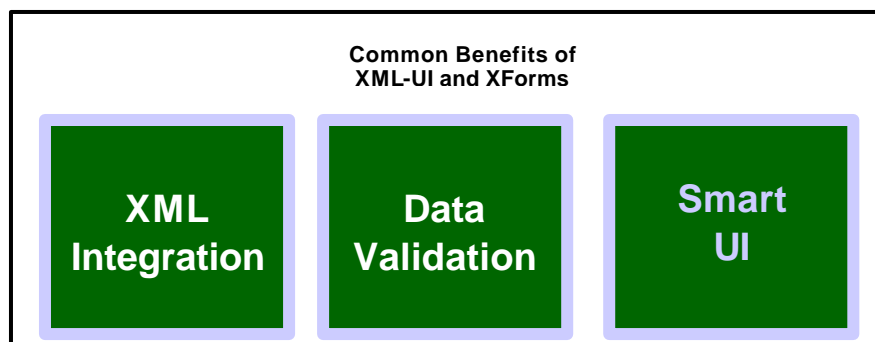 Common Benefits of
XML-UI and XForms
XML
Integration
Data
Validation
Smart
UI